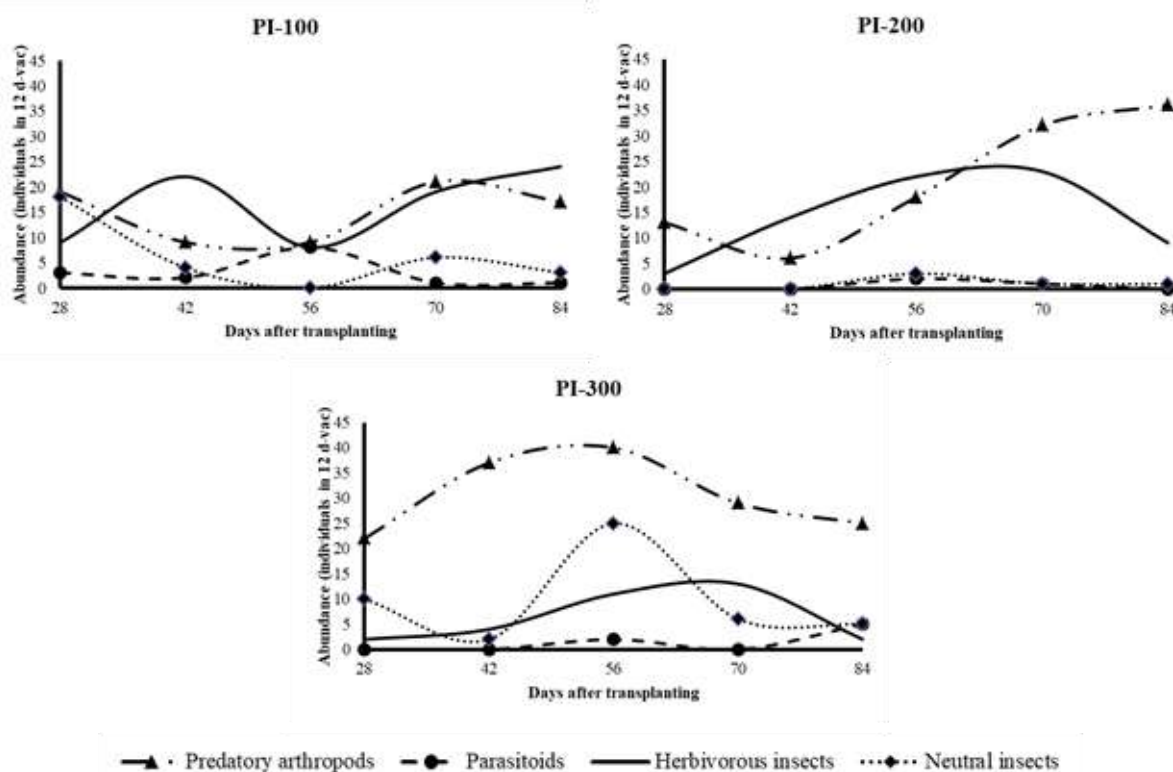 PI-100
Abundance (individuals in 12 d-vac)
45
40
35
30
25
20
15
10
5
0
28 42 56 70 84
Days after transplanting
PI-200
Abundance (individuals in 12 d-vac)
45
40
35
30
25
20
15
10
5
0
28 42 56 70 84
Days after transplanting
PI-300
Abundance (individuals in 12 d-vac)
45
40
35
30
25
20
15
10
5
0
28 42 56 70 84
Days after transplanting
Predatory arthropods Parasitoids Herbivorous insects Neutral insects